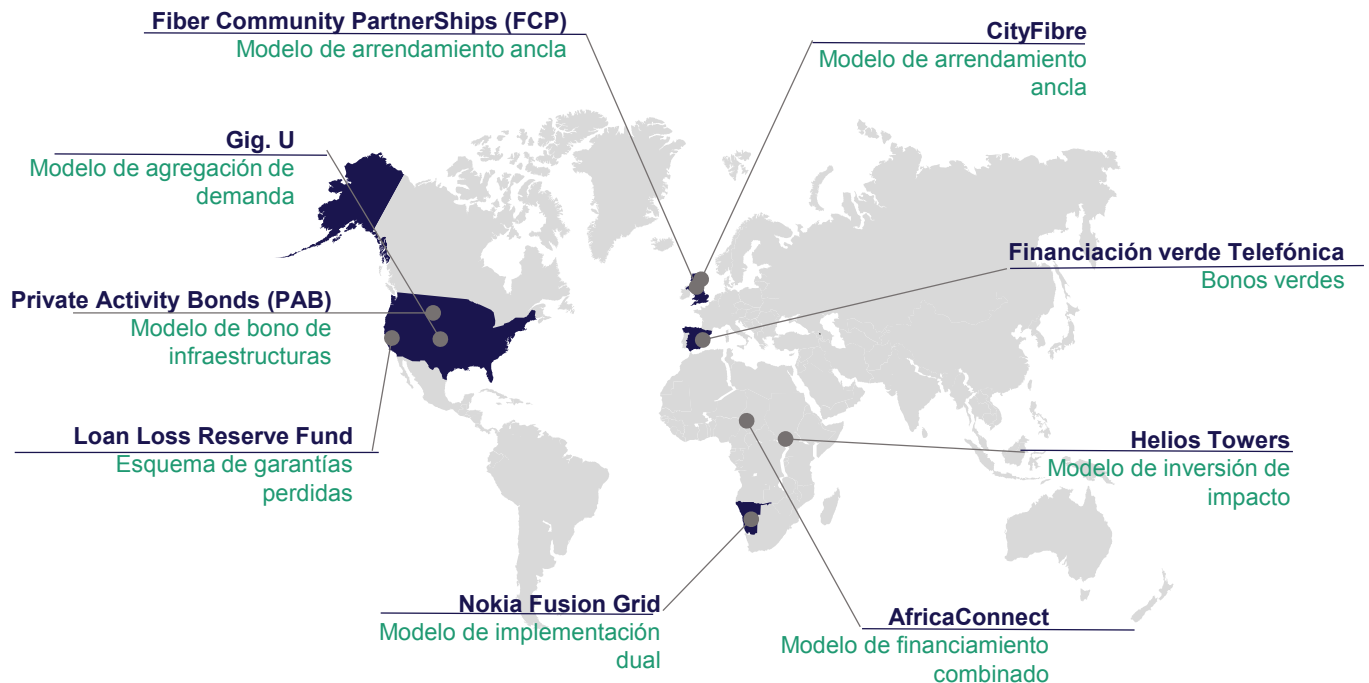 Fiber Community PartnerShips (FCP)
Modelo de arrendamiento ancla
CityFibre
Modelo de arrendamiento
ancla
Gig. U
Modelo de agregación de
demanda
Financiación verde Telefónica
Bonos verdes
Private Activity Bonds (PAB)
Modelo de bono de
infraestructuras
Loan Loss Reserve Fund
Esquema de garantías
perdidas
Helios Towers
Modelo de inversión de
impacto
Nokia Fusion Grid
Modelo de implementación
dual
AfricaConnect
Modelo de financiamiento
combinado